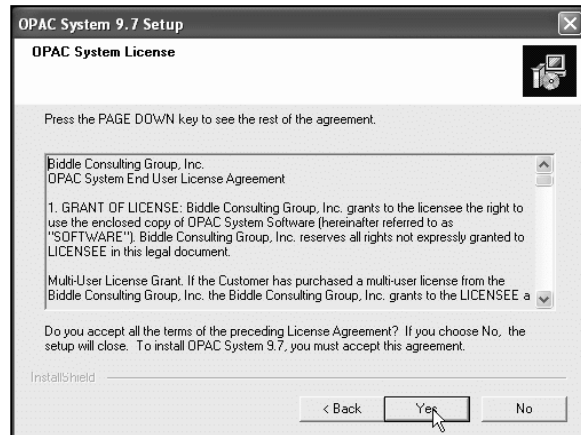 OPAC System 9.7 Setup
OPAC System License
Press the PAGE DOWN key to see the rest of the agreement.
Biddle Consulting Group, Inc.
OPAC System End User License Agreement
1. GRANT OF LICENSE: Biddle Consulting Group, Inc. grants to the licensee the right to
use the enclosed copy of OPAC System Software (hereinafter referred to as
"SOFTWARE"). Biddle Consulting Group, Inc. reserves all rights not expressly granted to
LICENSEE in this legal document.
Multi-User License Grant. If the Customer has purchased a multi-user license from the
Biddle Consulting Group, Inc. the Biddle Consulting Group, Inc. grants to the LICENSEE a
Do you accept all the terms of the preceding License Agreement? If you choose No, the
setup will close. To install OPAC System 9.7, you must accept this agreement.
InstallShield
< Back Yes No